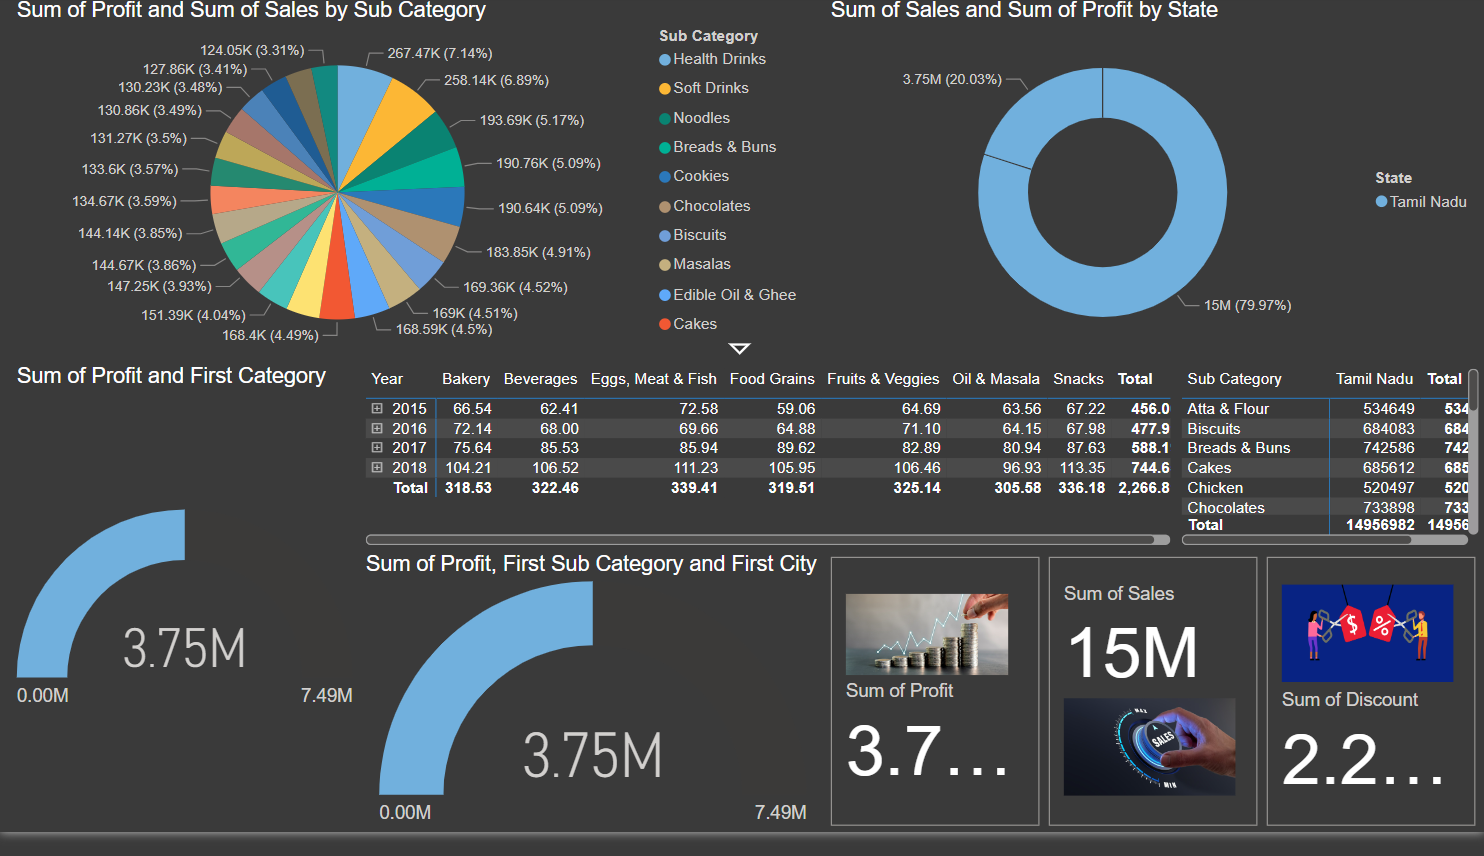 Sum of Profit and Sum of Sales by Sub Category
124.05K (3.31%)
127.86K (3.41%)
130.23K (3.48%)
130.86K (3.49%)
131.27K (3.5%)
133.6K (3.57%)
134.67K (3.59%)
144.14K (3.85%)
144.67K (3.86%)
147.25K (3.93%)
151.39K (4.04%)
168.4K (4.49%)
267.47K (7.14%)
258.14K (6.89%)
193.69K (5.17%)
190.76K (5.09%)
190.64K (5.09%)
183.85K (4.91%)
169.36K (4.52%)
169K (4.51%)
168.59K (4.5%)
Sub Category
Health Drinks
Soft Drinks
Noodles
Breads & Buns
Cookies
Chocolates
Biscuits
Masalas
Edible Oil & Ghee
Cakes
Sum of Sales and Sum of Profit by State
3.75M (20.03%)
15M (79.97%)
State
Tamil Nadu
Sum of Profit and First Category
3.75M
0.00M 7.49M
Year Bakery Beverages Eggs, Meat & Fish Food Grains Fruits & Veggies Oil & Masala Snacks Total
2015 66.54 62.41 72.58 59.06 64.69 63.56 67.22 456.0
2016 72.14 68.00 69.66 64.88 71.10 64.15 67.98 477.9
2017 75.64 85.53 85.94 89.62 82.89 80.94 87.63 588.1
2018 104.21 106.52 111.23 105.95 106.46 96.93 113.35 744.6
Total 318.53 322.46 339.41 319.51 325.14 305.58 336.18 2,266.8
Sub Category Tamil Nadu Total
Atta & Flour 534649 534
Biscuits 684083 684
Breads & Buns 742586 742
Cakes 685612 685
Chicken 520497 520
Chocolates 733898 733
Total 14956982 14956
Sum of Profit, First Sub Category and First City
3.75M
0.00M 7.49M
Sum of Profit
3.7...
Sum of Sales
15M
MAX
SALES
MIN
$ %
Sum of Discount
2.2...